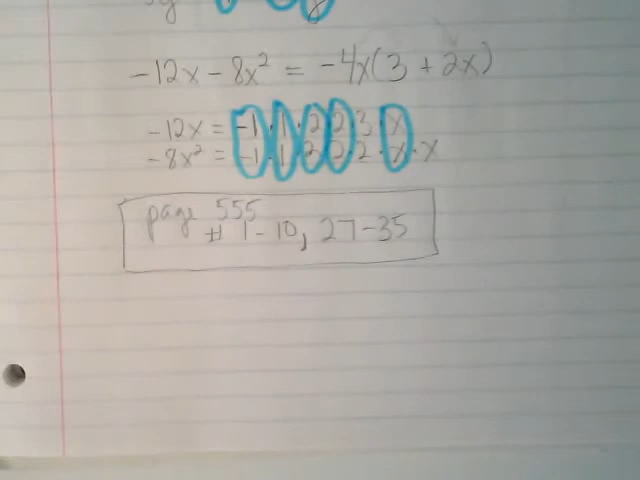 -12x - 8x² = -4x(3 + 2x)
-12x = -1·1·2·2·3·x
-8x² = -1·1·2·2·2·x·x
page 555
# 1-10, 27-35